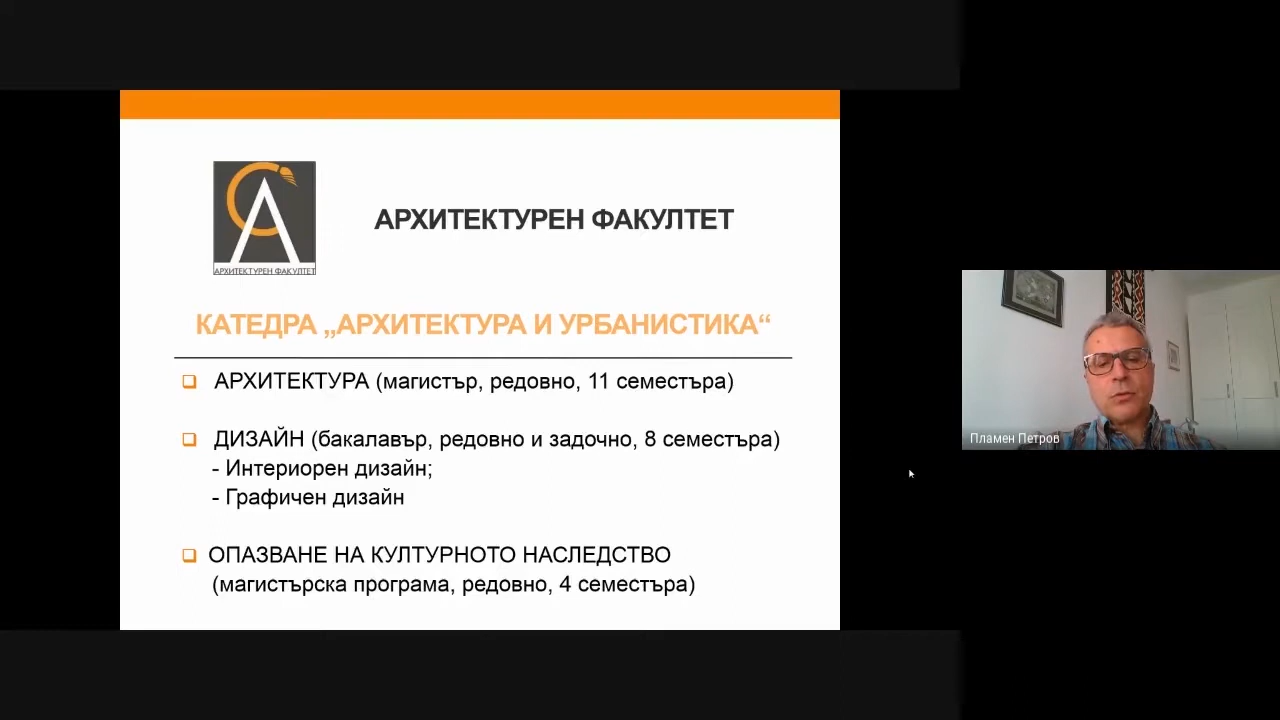 АРХИТЕКТУРЕН ФАКУЛТЕТ
АРХИТЕКТУРЕН ФАКУЛТЕТ
КАТЕДРА „АРХИТЕКТУРА И УРБАНИСТИКА“
АРХИТЕКТУРА (магистър, редовно, 11 семестъра)
ДИЗАЙН (бакалавър, редовно и задочно, 8 семестъра)
- Интериорен дизайн;
- Графичен дизайн
ОПАЗВАНЕ НА КУЛТУРНОТО НАСЛЕДСТВО
(магистърска програма, редовно, 4 семестъра)
Пламен Петров